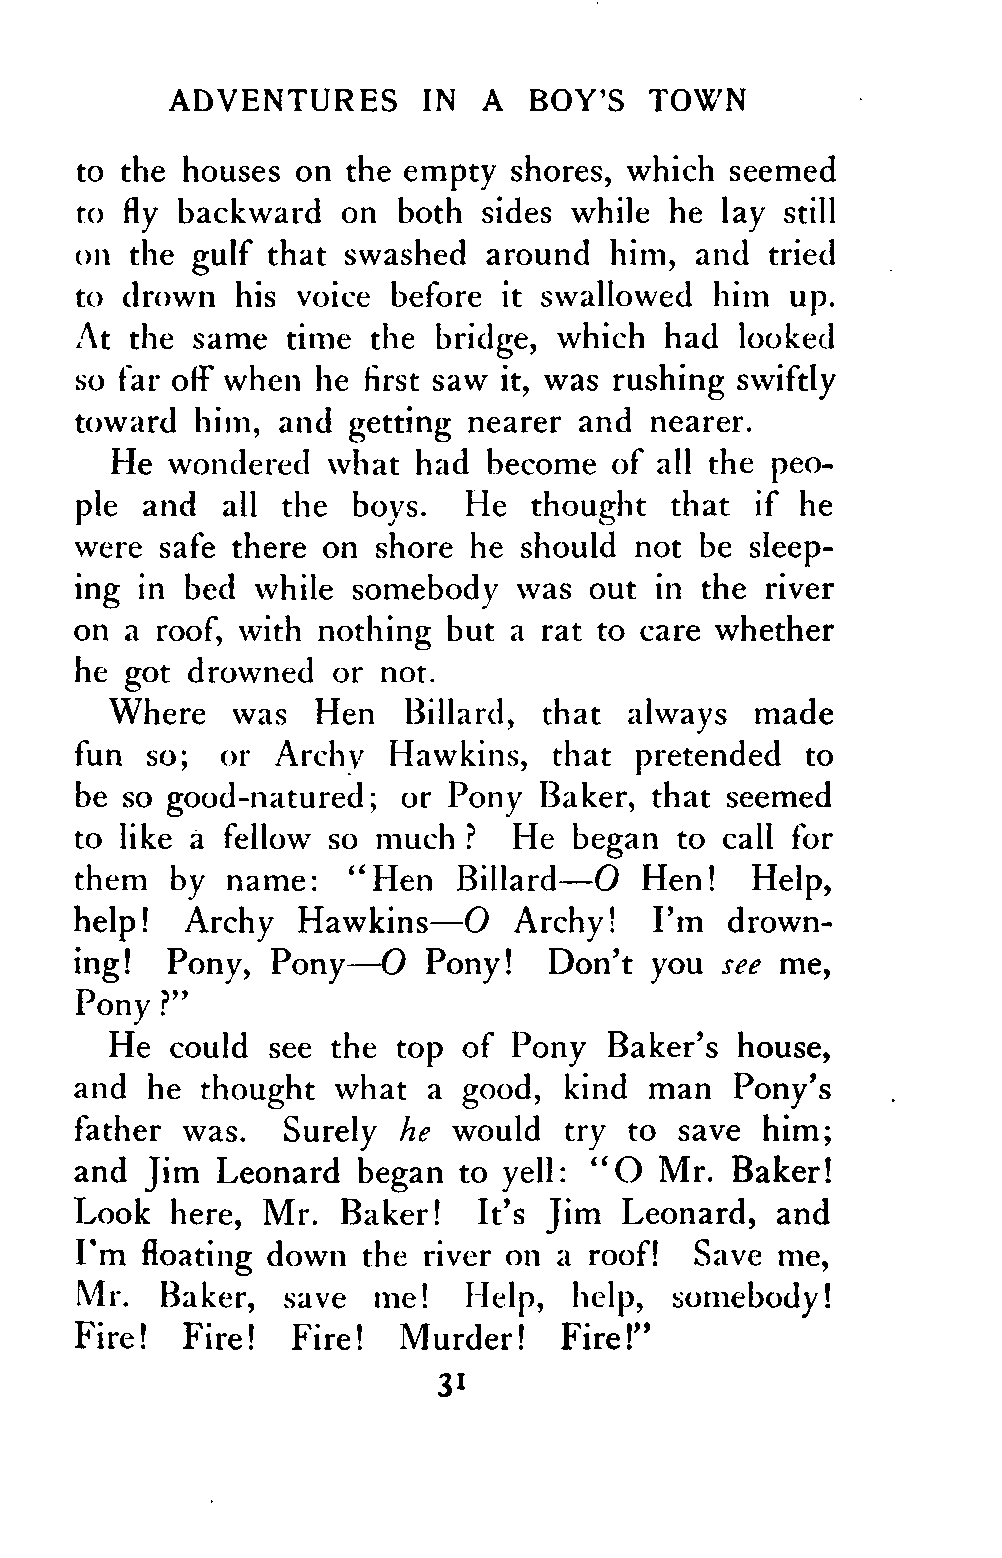 ADVENTURES IN A BOY'S TOWN
to the houses on the empty shores, which seemed
to fly backward on both sides while he lay still
on the gulf that swashed around him, and tried
to drown his voice before it swallowed him up.
At the same time the bridge, which had looked
so far off when he first saw it, was rushing swiftly
toward him, and getting nearer and nearer.
He wondered what had become of all the peo-
ple and all the boys. He thought that if he
were safe there on shore he should not be sleep-
ing in bed while somebody was out in the river
on a roof, with nothing but a rat to care whether
he got drowned or not.
Where was Hen Billard, that always made
fun so; or Archy Hawkins, that pretended to
be so good-natured; or Pony Baker, that seemed
to like a fellow so much? He began to call for
them by name: "Hen Billard—O Hen! Help,
help! Archy Hawkins—O Archy! I'm drown-
ing! Pony, Pony—O Pony! Don't you see me,
Pony?"
He could see the top of Pony Baker's house,
and he thought what a good, kind man Pony's
father was. Surely he would try to save him;
and Jim Leonard began to yell: "O Mr. Baker!
Look here, Mr. Baker! It's Jim Leonard, and
I'm floating down the river on a roof! Save me,
Mr. Baker, save me! Help, help, somebody!
Fire! Fire! Fire! Murder! Fire!"
31